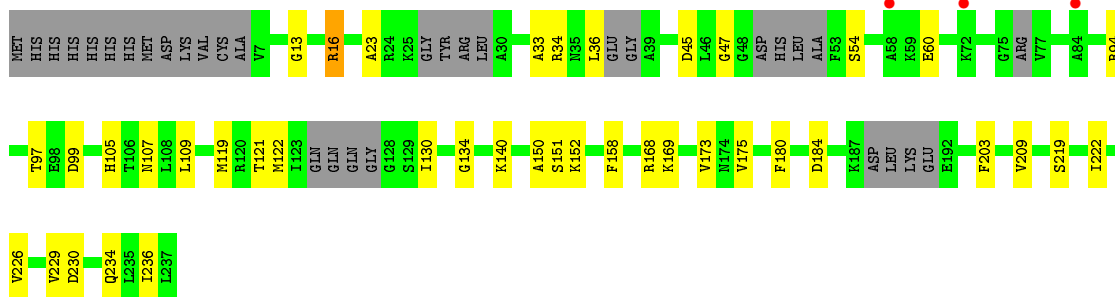 MET HIS HIS HIS HIS HIS HIS MET ASP LYS VAL CYS ALA V7 G13 R16 A23 R24 K25 GLY TYR ARG LEU A30 A33 R34 N35 L36 GLU GLY A39 D45 L46 G47 G48 ASP HIS LEU ALA F53 S54 A58 K59 E60 K72 G75 ARG V77 A84
T97 E98 D99 H105 T106 N107 L108 L109 M119 R120 T121 M122 I123 GLN GLN GLN GLY G128 S129 I130 G134 K140 A150 S151 K152 F158 R168 K169 V173 N174 V175 F180 D184 K187 ASP LEU LYS GLU E192 F203 V209 S219 I222
V226 V229 D230 Q234 L235 I236 L237